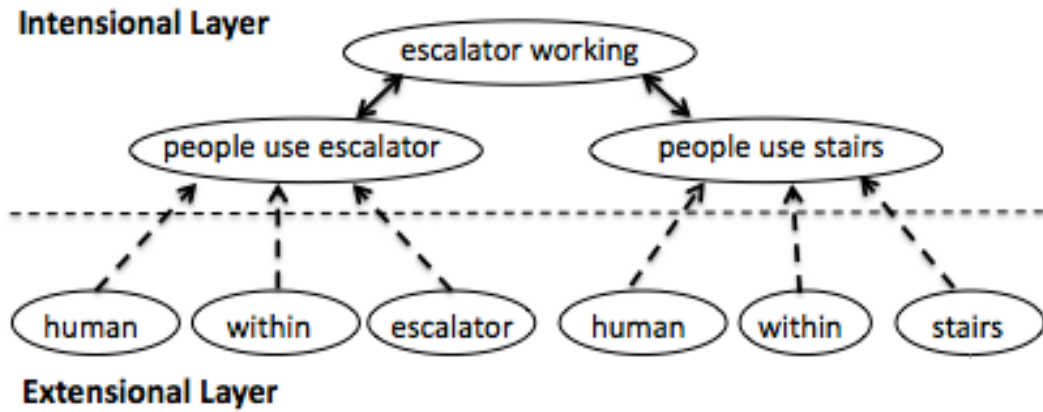 Intensional Layer
escalator working
people use escalator
people use stairs
human
within
escalator
human
within
stairs
Extensional Layer